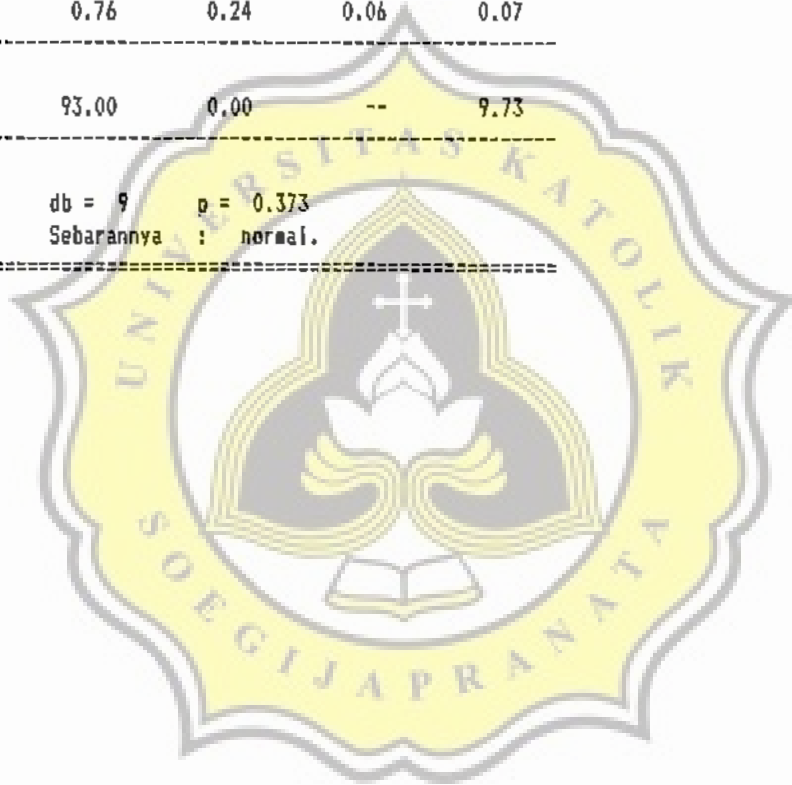 0.76 0.24 0.06 0.07
93.00 0.00 -- 9.73
db = 9 p = 0.373
Sebarannya : normal.
UNIVERSITAS KATOLIK
SOEGIJAPRANATA